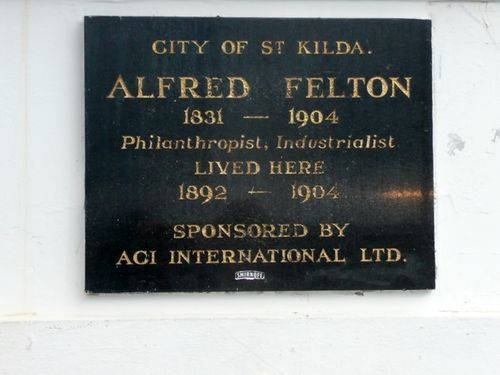 CITY OF ST KILDA.
ALFRED FELTON
1831 — 1904
Philanthropist, Industrialist
LIVED HERE
1892 — 1904
SPONSORED BY
ACI INTERNATIONAL LTD.
SMIRNOFF